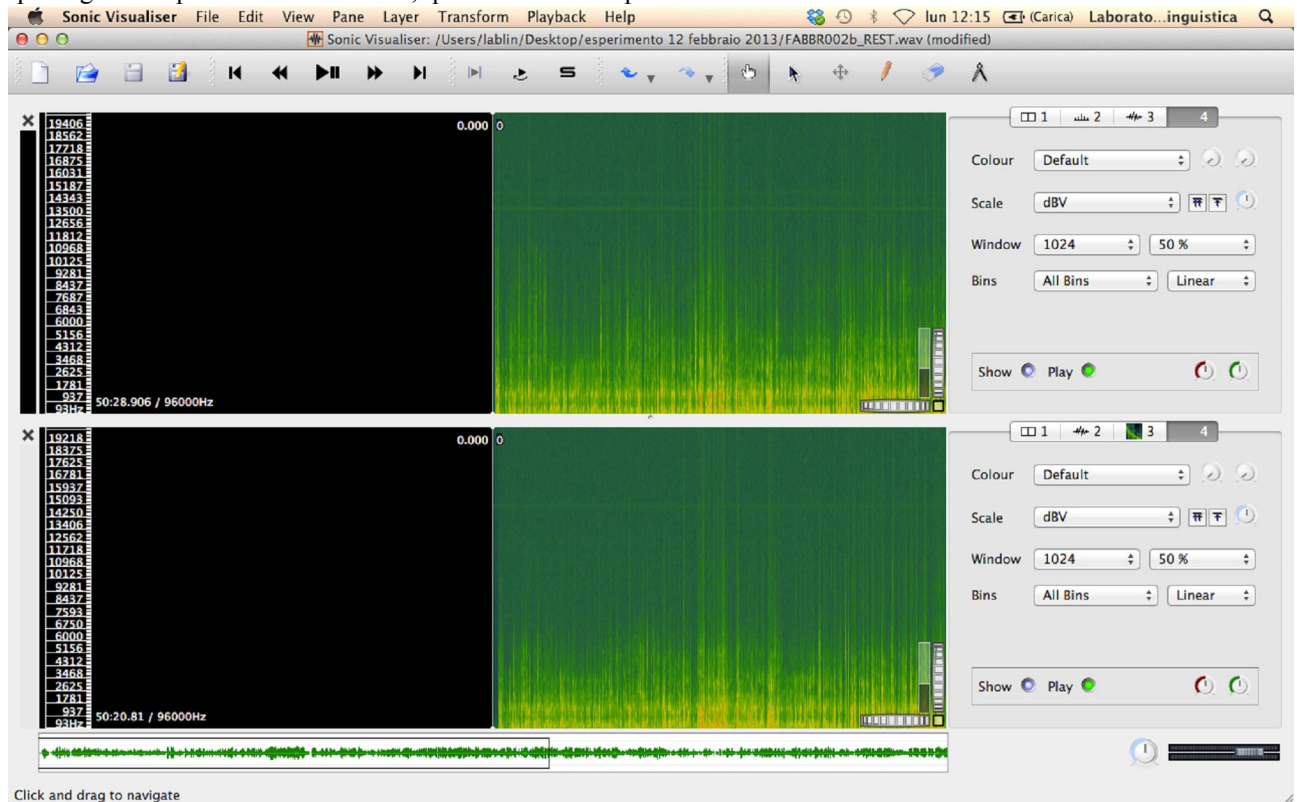 Sonic Visualiser File Edit View Pane Layer Transform Playback Help lun 12:15 (Carica) Laborato...inguistica
Sonic Visualiser: /Users/lablin/Desktop/esperimento 12 febbraio 2013/FABBR002b_REST.wav (modified)
19406
18562
17718
16875
16031
15187
14343
13500
12656
11812
10968
10125
9281
8437
7687
6843
6000
5156
4312
3468
2625
1781
937
93Hz
0.000 0
50:28.906 / 96000Hz
1 2 3 4
Colour Default
Scale dBV
Window 1024 50 %
Bins All Bins Linear
Show Play
19218
18375
17625
16781
15937
15093
14250
13406
12562
11718
10968
10125
9281
8437
7593
6750
6000
5156
4312
3468
2625
1781
937
93Hz
0.000 0
50:20.81 / 96000Hz
1 2 3 4
Colour Default
Scale dBV
Window 1024 50 %
Bins All Bins Linear
Show Play
Click and drag to navigate